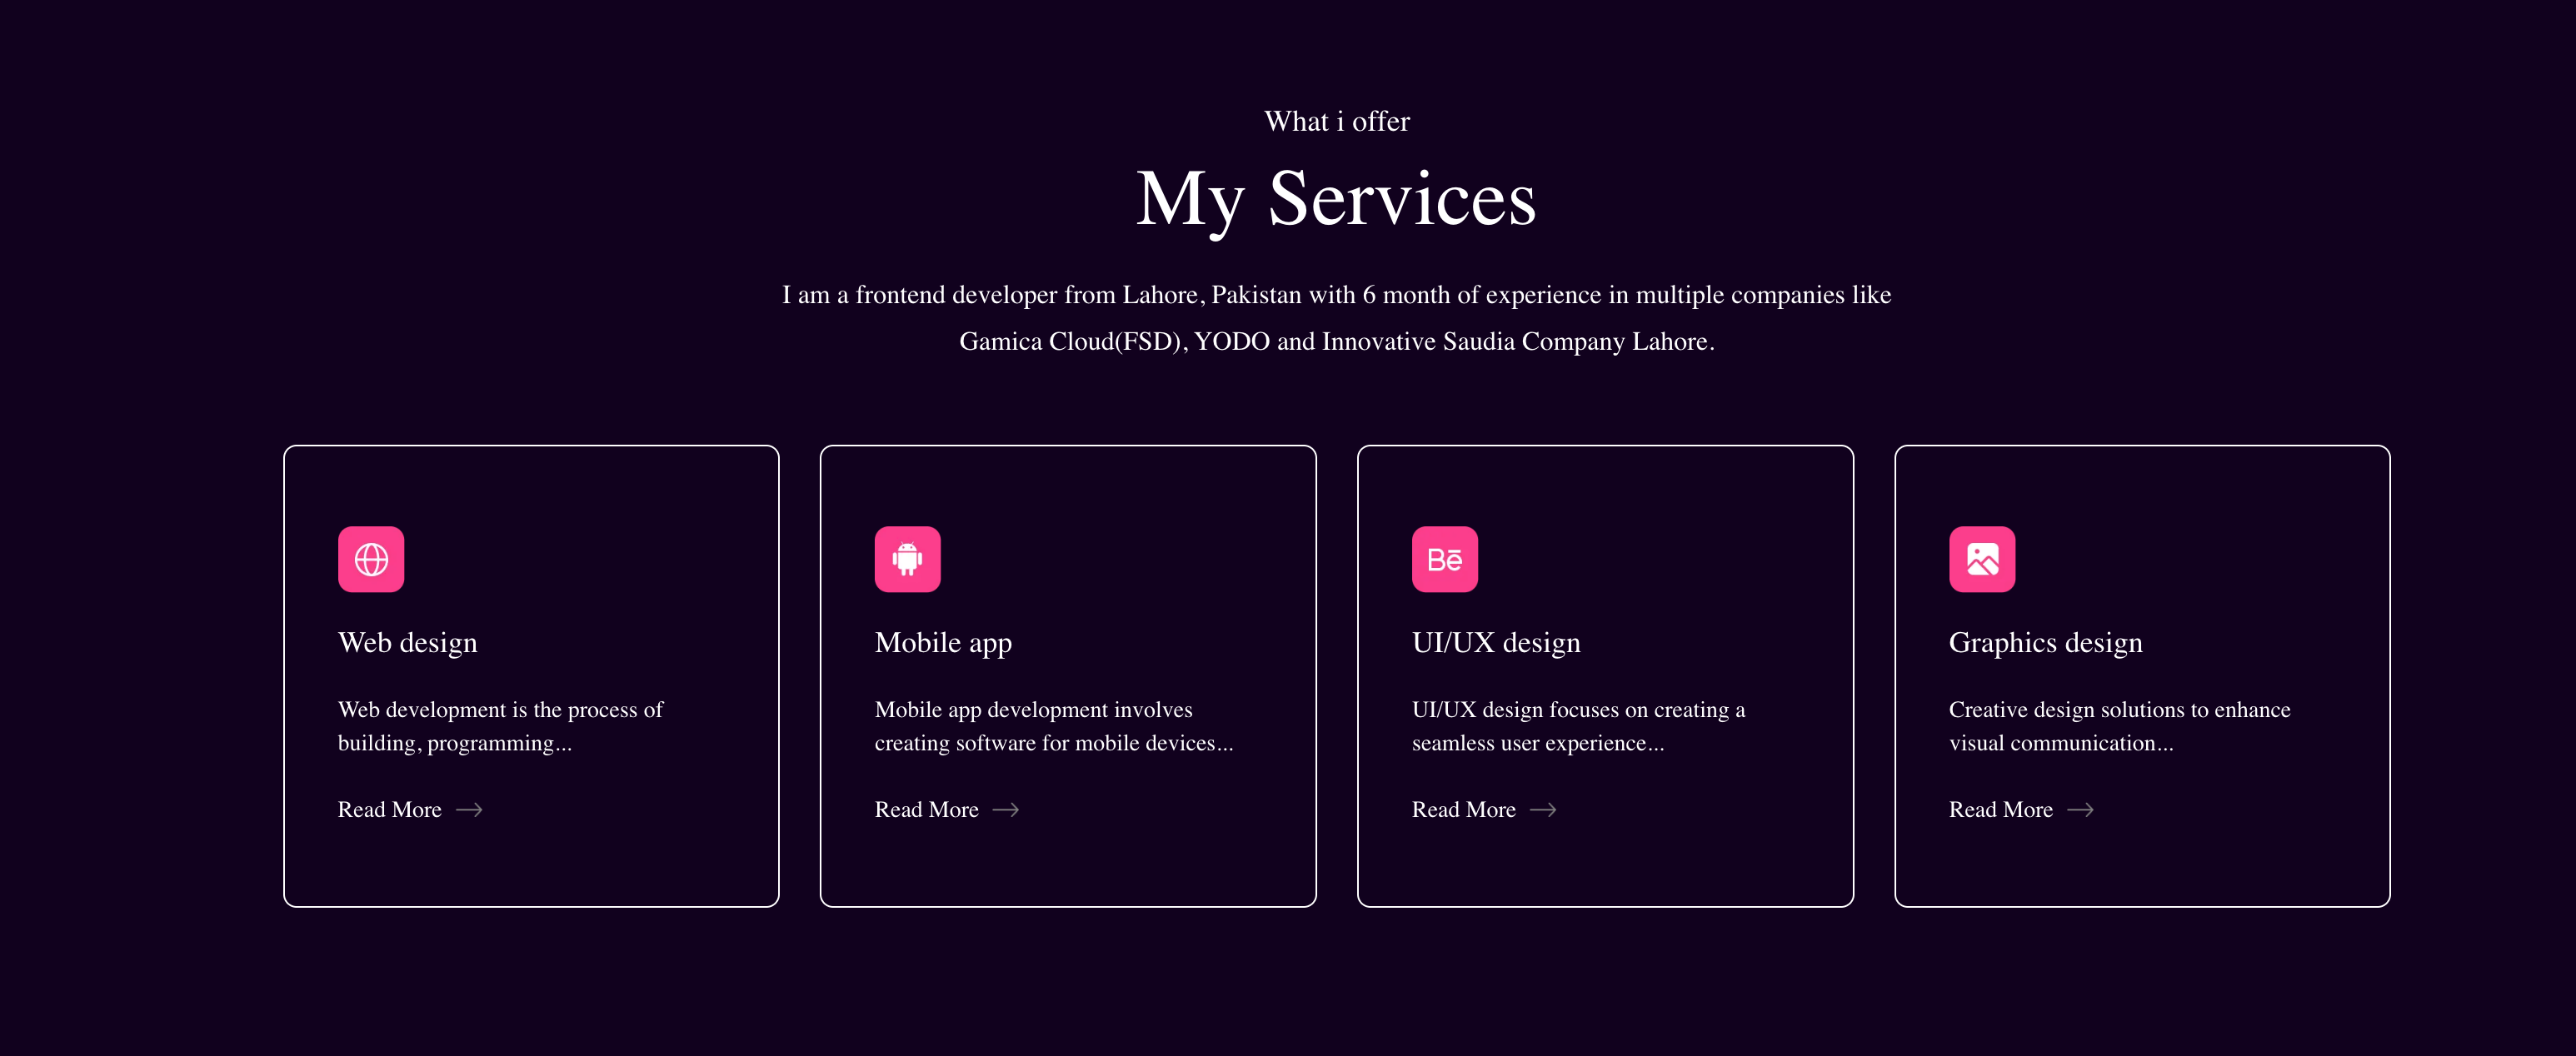 What i offer
My Services
I am a frontend developer from Lahore, Pakistan with 6 month of experience in multiple companies like
Gamica Cloud(FSD), YODO and Innovative Saudia Company Lahore.
Web design
Web development is the process of
building, programming...
Read More
Mobile app
Mobile app development involves
creating software for mobile devices...
Read More
Bē
UI/UX design
UI/UX design focuses on creating a
seamless user experience...
Read More
Graphics design
Creative design solutions to enhance
visual communication...
Read More